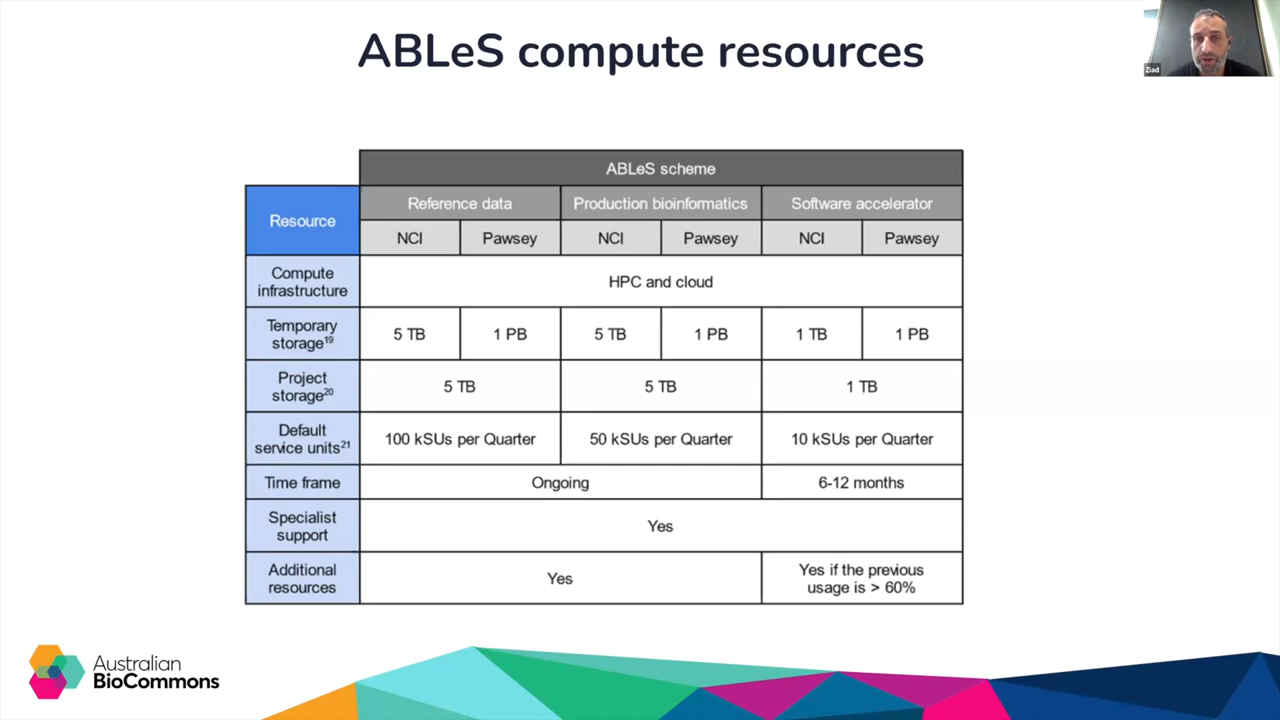 ABLeS compute resources
Ziad
ABLeS scheme
Resource
Reference data
Production bioinformatics
Software accelerator
NCI
Pawsey
NCI
Pawsey
NCI
Pawsey
Compute
infrastructure
HPC and cloud
Temporary
storage¹⁹
5 TB
1 PB
5 TB
1 PB
1 TB
1 PB
Project
storage²⁰
5 TB
5 TB
1 TB
Default
service units²¹
100 kSUs per Quarter
50 kSUs per Quarter
10 kSUs per Quarter
Time frame
Ongoing
6-12 months
Specialist
support
Yes
Additional
resources
Yes
Yes if the previous
usage is > 60%
Australian
BioCommons